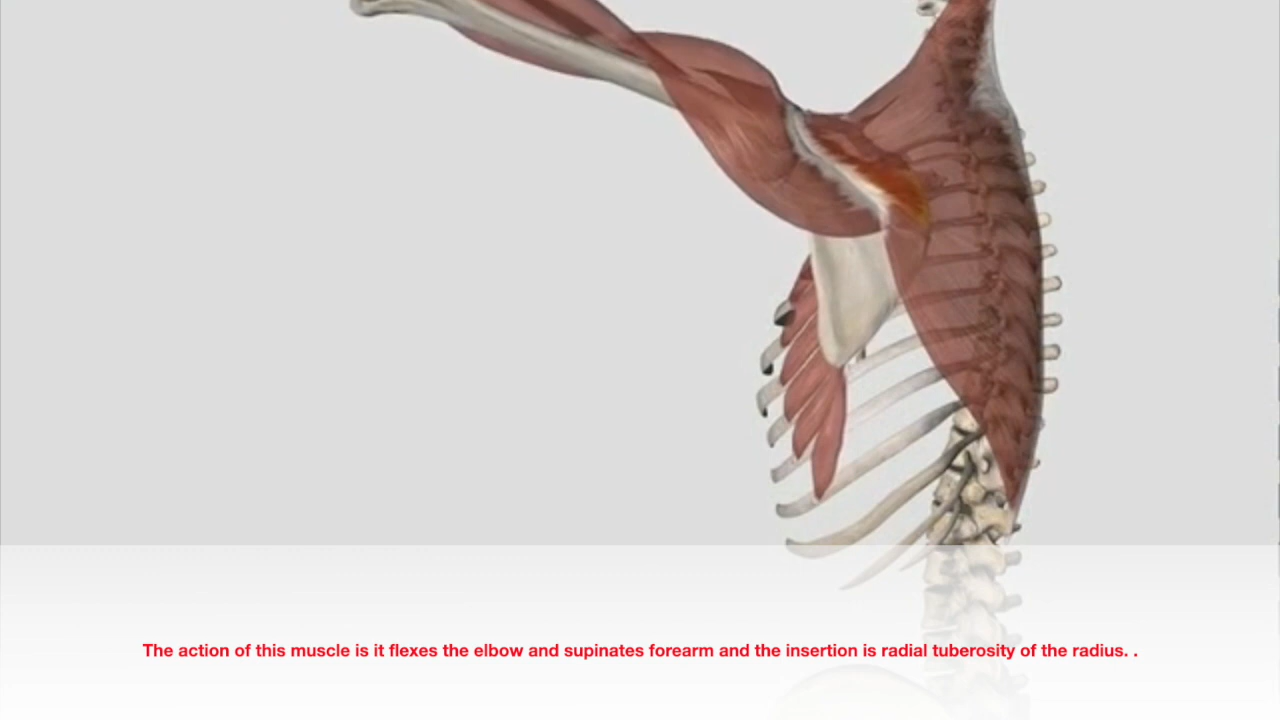 The action of this muscle is it flexes the elbow and supinates forearm and the insertion is radial tuberosity of the radius. .